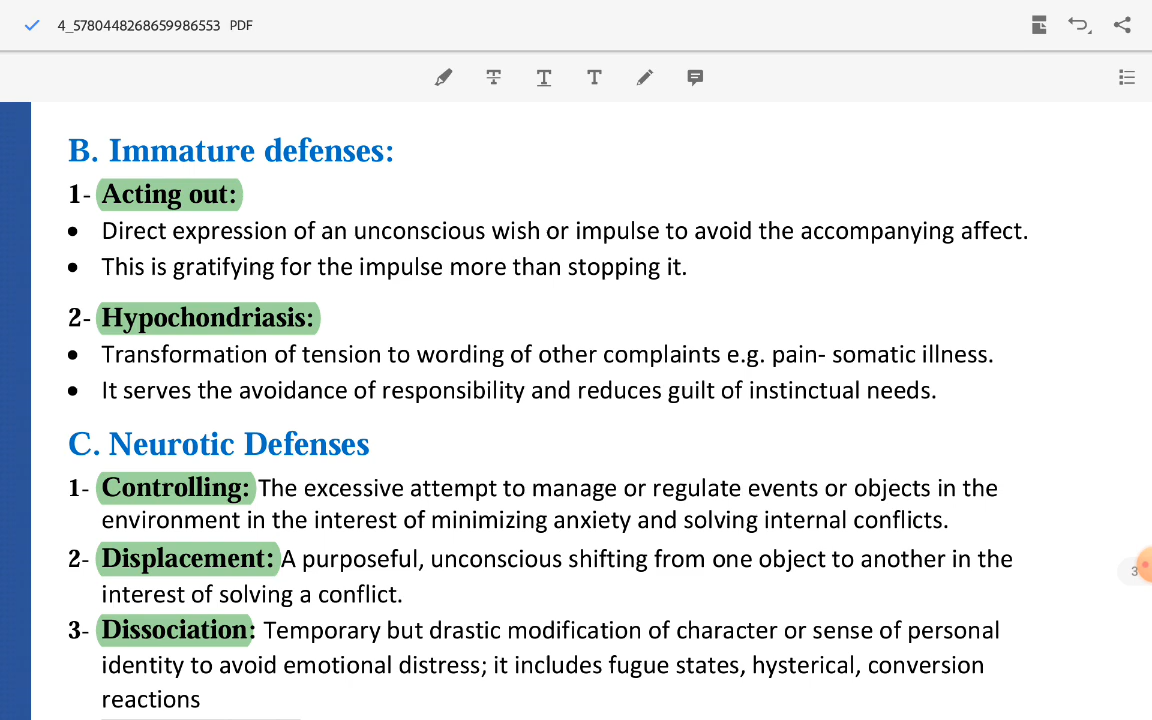 4_5780448268659986553 PDF
B. Immature defenses:
1- Acting out:
• Direct expression of an unconscious wish or impulse to avoid the accompanying affect.
• This is gratifying for the impulse more than stopping it.
2- Hypochondriasis:
• Transformation of tension to wording of other complaints e.g. pain- somatic illness.
• It serves the avoidance of responsibility and reduces guilt of instinctual needs.
C. Neurotic Defenses
1- Controlling: The excessive attempt to manage or regulate events or objects in the
environment in the interest of minimizing anxiety and solving internal conflicts.
2- Displacement: A purposeful, unconscious shifting from one object to another in the
interest of solving a conflict.
3
3- Dissociation: Temporary but drastic modification of character or sense of personal
identity to avoid emotional distress; it includes fugue states, hysterical, conversion
reactions